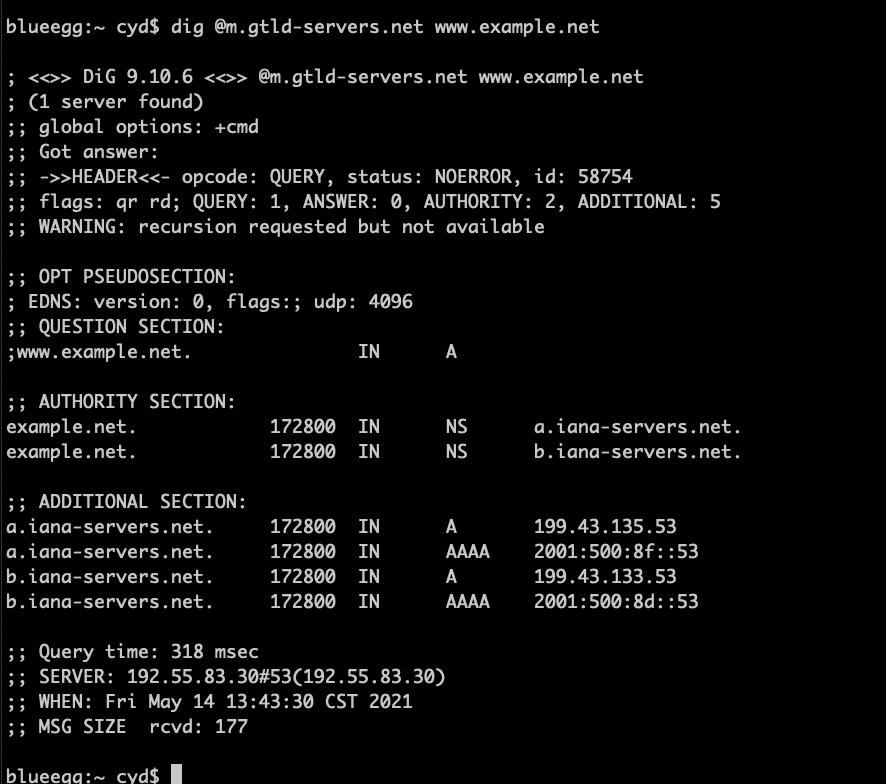 blueegg:~ cyd$ dig @m.gtld-servers.net www.example.net
; <<>> DiG 9.10.6 <<>> @m.gtld-servers.net www.example.net
; (1 server found)
;; global options: +cmd
;; Got answer:
;; ->>HEADER<<- opcode: QUERY, status: NOERROR, id: 58754
;; flags: qr rd; QUERY: 1, ANSWER: 0, AUTHORITY: 2, ADDITIONAL: 5
;; WARNING: recursion requested but not available
;; OPT PSEUDOSECTION:
; EDNS: version: 0, flags:; udp: 4096
;; QUESTION SECTION:
;www.example.net. IN A
;; AUTHORITY SECTION:
example.net. 172800 IN NS a.iana-servers.net.
example.net. 172800 IN NS b.iana-servers.net.
;; ADDITIONAL SECTION:
a.iana-servers.net. 172800 IN A 199.43.135.53
a.iana-servers.net. 172800 IN AAAA 2001:500:8f::53
b.iana-servers.net. 172800 IN A 199.43.133.53
b.iana-servers.net. 172800 IN AAAA 2001:500:8d::53
;; Query time: 318 msec
;; SERVER: 192.55.83.30#53(192.55.83.30)
;; WHEN: Fri May 14 13:43:30 CST 2021
;; MSG SIZE  rcvd: 177
blueegg:~ cyd$